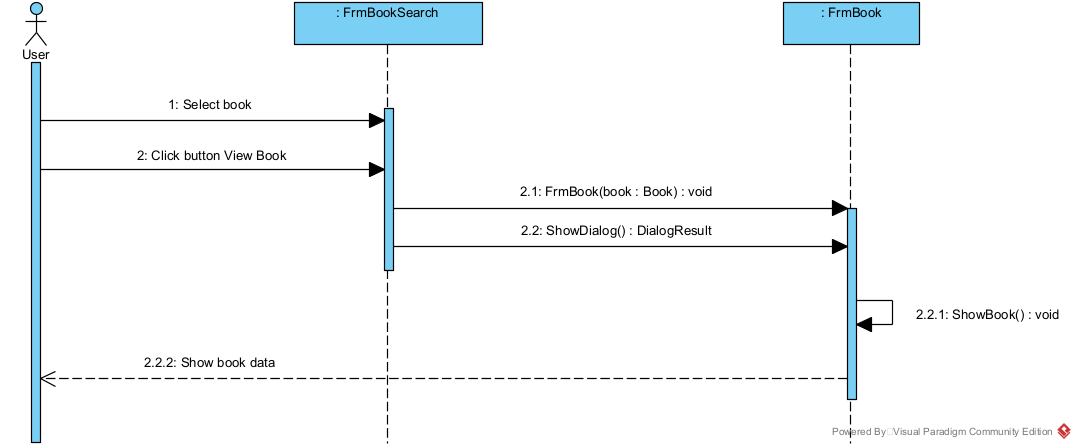 : FrmBookSearch
: FrmBook
User
1: Select book
2: Click button View Book
2.1: FrmBook(book : Book) : void
2.2: ShowDialog() : DialogResult
2.2.1: ShowBook() : void
2.2.2: Show book data
Powered By Visual Paradigm Community Edition